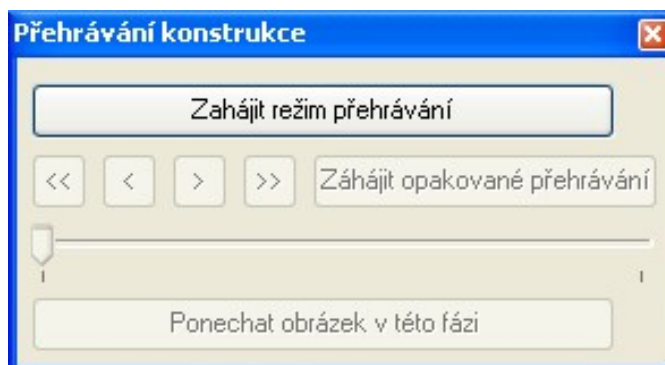 Přehrávání konstrukce
Zahájit režim přehrávání
<< < > >> Záhájit opakované přehrávání
Ponechat obrázek v této fázi